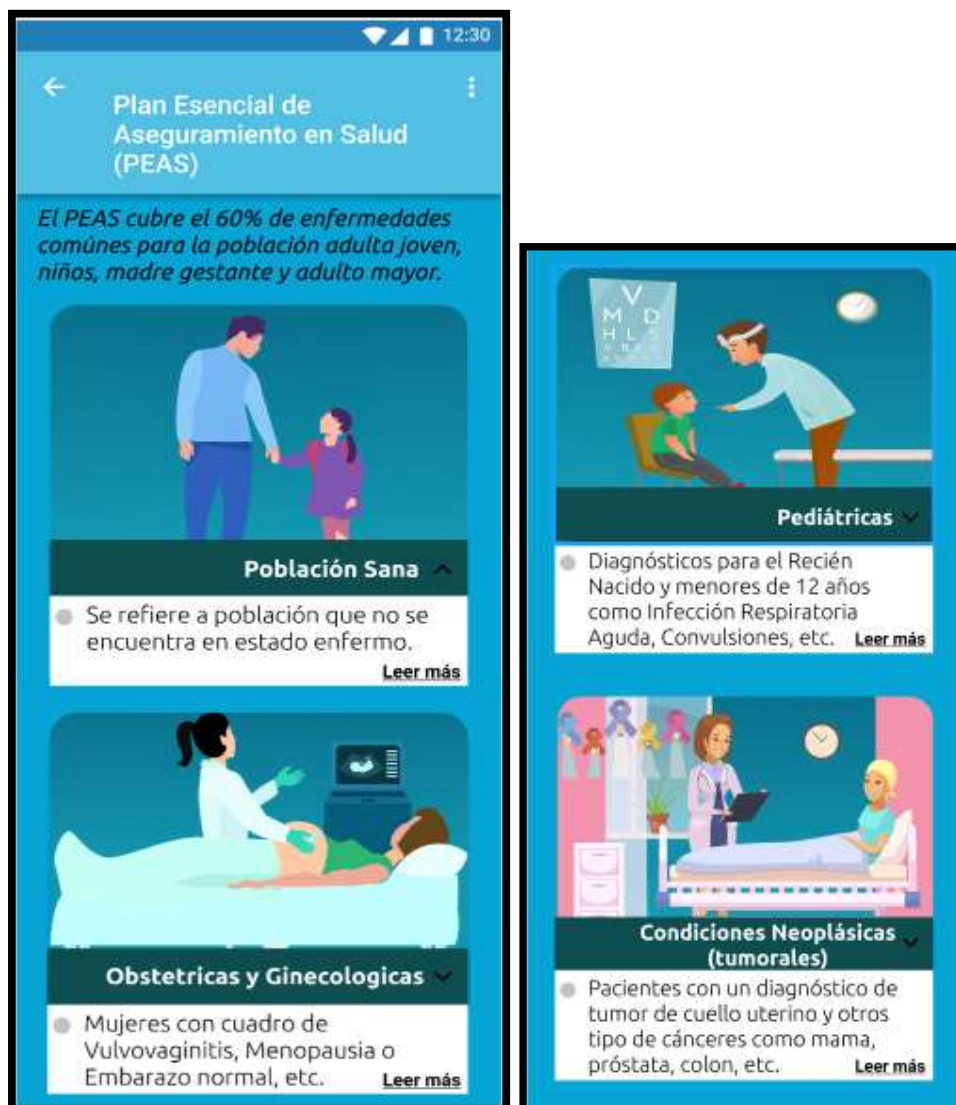 12:30
Plan Esencial de
Aseguramiento en Salud
(PEAS)
El PEAS cubre el 60% de enfermedades
comúnes para la población adulta joven,
niños, madre gestante y adulto mayor.
Población Sana
Se refiere a población que no se
encuentra en estado enfermo.
Leer más
Obstetricas y Ginecologicas
Mujeres con cuadro de
Vulvovaginitis, Menopausia o
Embarazo normal, etc. Leer más
V
M D
H L S
Pediátricas
Diagnósticos para el Recién
Nacido y menores de 12 años
como Infección Respiratoria
Aguda, Convulsiones, etc. Leer más
Condiciones Neoplásicas
(tumorales)
Pacientes con un diagnóstico de
tumor de cuello uterino y otros
tipo de cánceres como mama,
próstata, colon, etc. Leer más